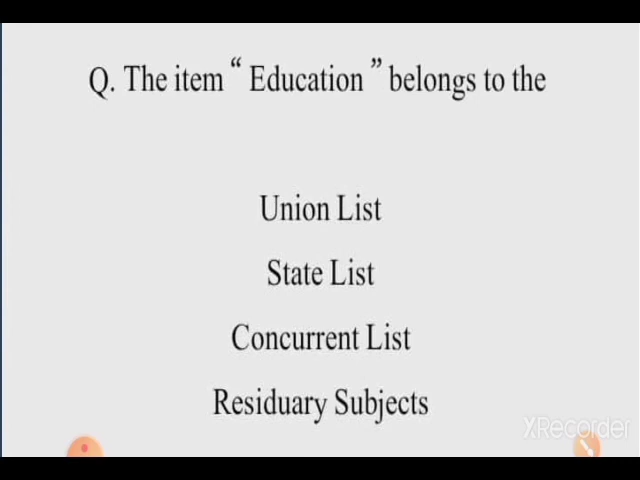 Q. The item “ Education ” belongs to the
Union List
State List
Concurrent List
Residuary Subjects
XRecorder